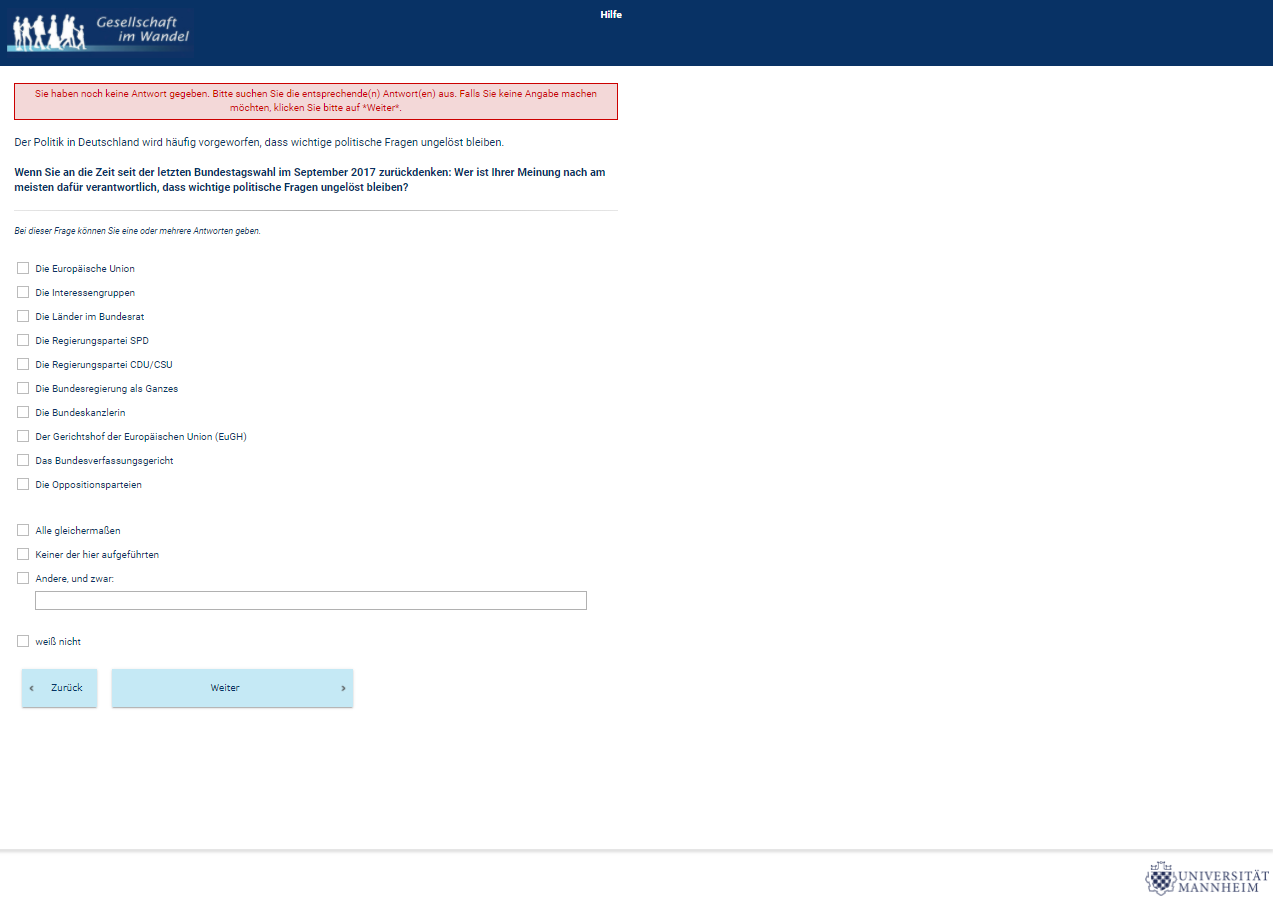 Gesellschaft
im Wandel
Hilfe
Sie haben noch keine Antwort gegeben. Bitte suchen Sie die entsprechende(n) Antwort(en) aus. Falls Sie keine Angabe machen
möchten, klicken Sie bitte auf *Weiter*.
Der Politik in Deutschland wird häufig vorgeworfen, dass wichtige politische Fragen ungelöst bleiben.
Wenn Sie an die Zeit seit der letzten Bundestagswahl im September 2017 zurückdenken: Wer ist Ihrer Meinung nach am
meisten dafür verantwortlich, dass wichtige politische Fragen ungelöst bleiben?
Bei dieser Frage können Sie eine oder mehrere Antworten geben.
Die Europäische Union
Die Interessengruppen
Die Länder im Bundesrat
Die Regierungspartei SPD
Die Regierungspartei CDU/CSU
Die Bundesregierung als Ganzes
Die Bundeskanzlerin
Der Gerichtshof der Europäischen Union (EuGH)
Das Bundesverfassungsgericht
Die Oppositionsparteien
Alle gleichermaßen
Keiner der hier aufgeführten
Andere, und zwar:
weiß nicht
‹ Zurück
Weiter ›
UNIVERSITÄT
MANNHEIM